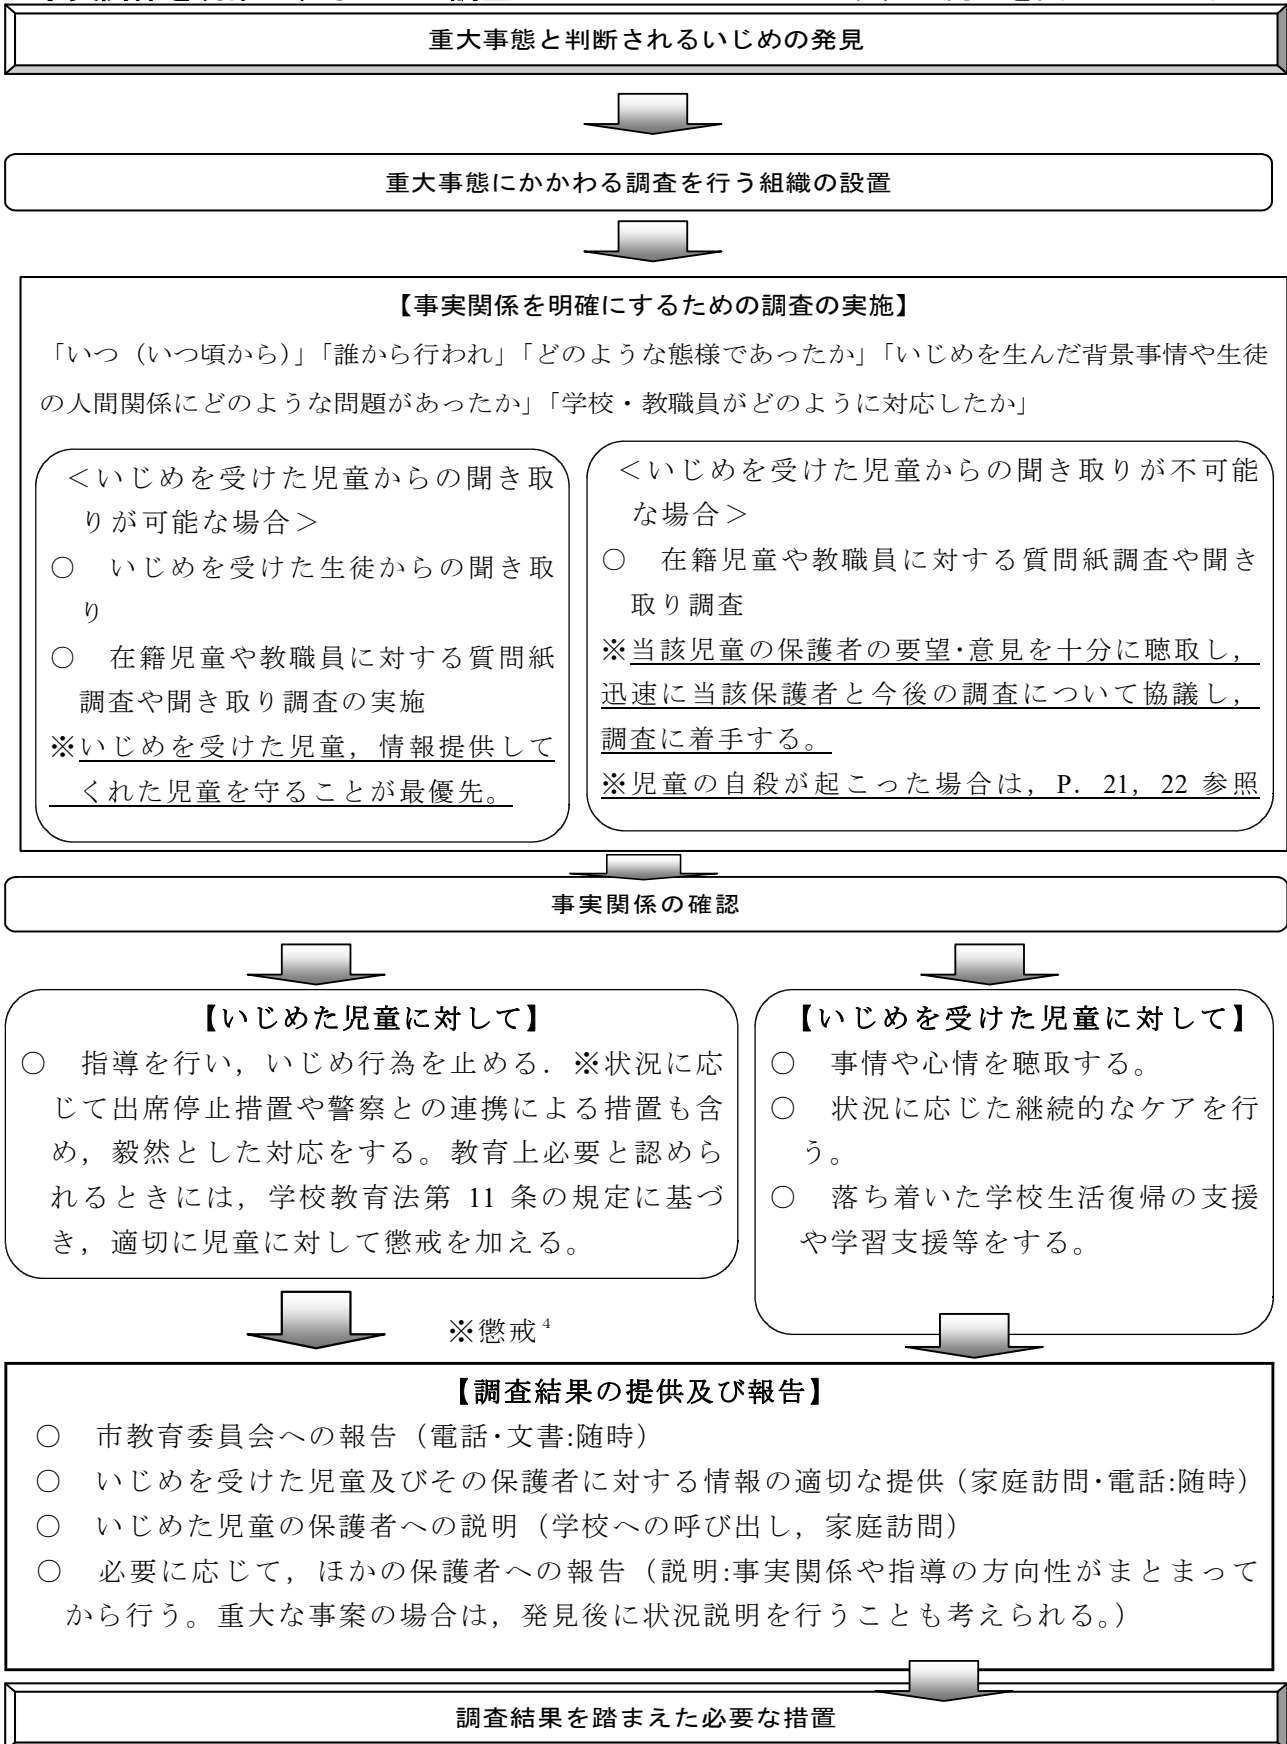 重大事態と判断されるいじめの発見
重大事態にかかわる調査を行う組織の設置
【事実関係を明確にするための調査の実施】
「いつ（いつ頃から）」「誰から行われ」「どのような態様であったか」「いじめを生んだ背景事情や生徒
の人間関係にどのような問題があったか」「学校・教職員がどのように対応したか」
＜いじめを受けた児童からの聞き取
りが可能な場合＞
○　いじめを受けた生徒からの聞き取
り
○　在籍児童や教職員に対する質問紙
調査や聞き取り調査の実施
※いじめを受けた児童，情報提供して
くれた児童を守ることが最優先。
＜いじめを受けた児童からの聞き取りが不可能
な場合＞
○　在籍児童や教職員に対する質問紙調査や聞き
取り調査
※当該児童の保護者の要望・意見を十分に聴取し，
迅速に当該保護者と今後の調査について協議し，
調査に着手する。
※児童の自殺が起こった場合は，P. 21，22 参照
事実関係の確認
【いじめた児童に対して】
○　指導を行い，いじめ行為を止める．※状況に応
じて出席停止措置や警察との連携による措置も含
め，毅然とした対応をする。教育上必要と認めら
れるときには，学校教育法第 11 条の規定に基づ
き，適切に児童に対して懲戒を加える。
【いじめを受けた児童に対して】
○　事情や心情を聴取する。
○　状況に応じた継続的なケアを行
う。
○　落ち着いた学校生活復帰の支援
や学習支援等をする。
※懲戒⁴
【調査結果の提供及び報告】
○　市教育委員会への報告（電話・文書:随時）
○　いじめを受けた児童及びその保護者に対する情報の適切な提供（家庭訪問・電話:随時）
○　いじめた児童の保護者への説明（学校への呼び出し，家庭訪問）
○　必要に応じて，ほかの保護者への報告（説明:事実関係や指導の方向性がまとまって
から行う。重大な事案の場合は，発見後に状況説明を行うことも考えられる。）
調査結果を踏まえた必要な措置